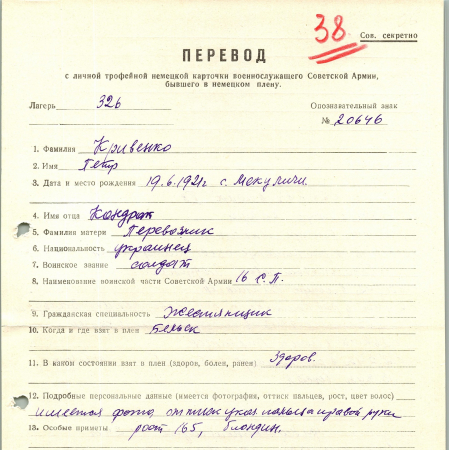 38
Сов. секретно
ПЕРЕВОД
с личной трофейной немецкой карточки военнослужащего Советской Армии,
бывшего в немецком плену.
Лагерь 326
Опознавательный знак
№ 20646
1. Фамилия Кривенко
2. Имя Петр
3. Дата и место рождения 19.6.1921г с. Мекуличи.
4. Имя отца Кондрат
5. Фамилия матери Перевозник
6. Национальность украинец
7. Воинское звание солдат
8. Наименование воинской части Советской Армии 16 с.п.
9. Гражданская специальность Жестянщик
10. Когда и где взят в плен Бельск
11. В каком состоянии взят в плен (здоров, болен, ранен) Здоров.
12. Подробные персональные данные (имеется фотография, оттиск пальцев, рост, цвет волос)
имеется фото, оттиск указ. пальца правой руки
13. Особые приметы рост 165, блондин.